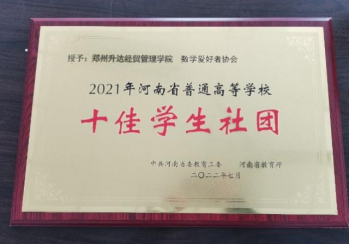 授予：郑州升达经贸管理学院 数学爱好者协会
2021年河南省普通高等学校
十佳学生社团
中共河南省委教育工委 河南省教育厅
二〇二二年七月